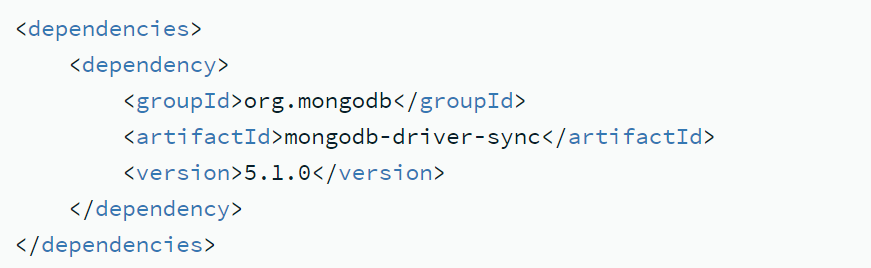 <dependencies>
    <dependency>
        <groupId>org.mongodb</groupId>
        <artifactId>mongodb-driver-sync</artifactId>
        <version>5.1.0</version>
    </dependency>
</dependencies>